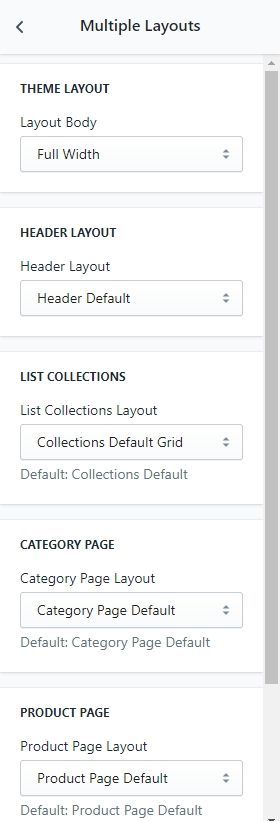 Multiple Layouts
THEME LAYOUT
Layout Body
Full Width
HEADER LAYOUT
Header Layout
Header Default
LIST COLLECTIONS
List Collections Layout
Collections Default Grid
Default: Collections Default
CATEGORY PAGE
Category Page Layout
Category Page Default
Default: Category Page Default
PRODUCT PAGE
Product Page Layout
Product Page Default
Default: Product Page Default